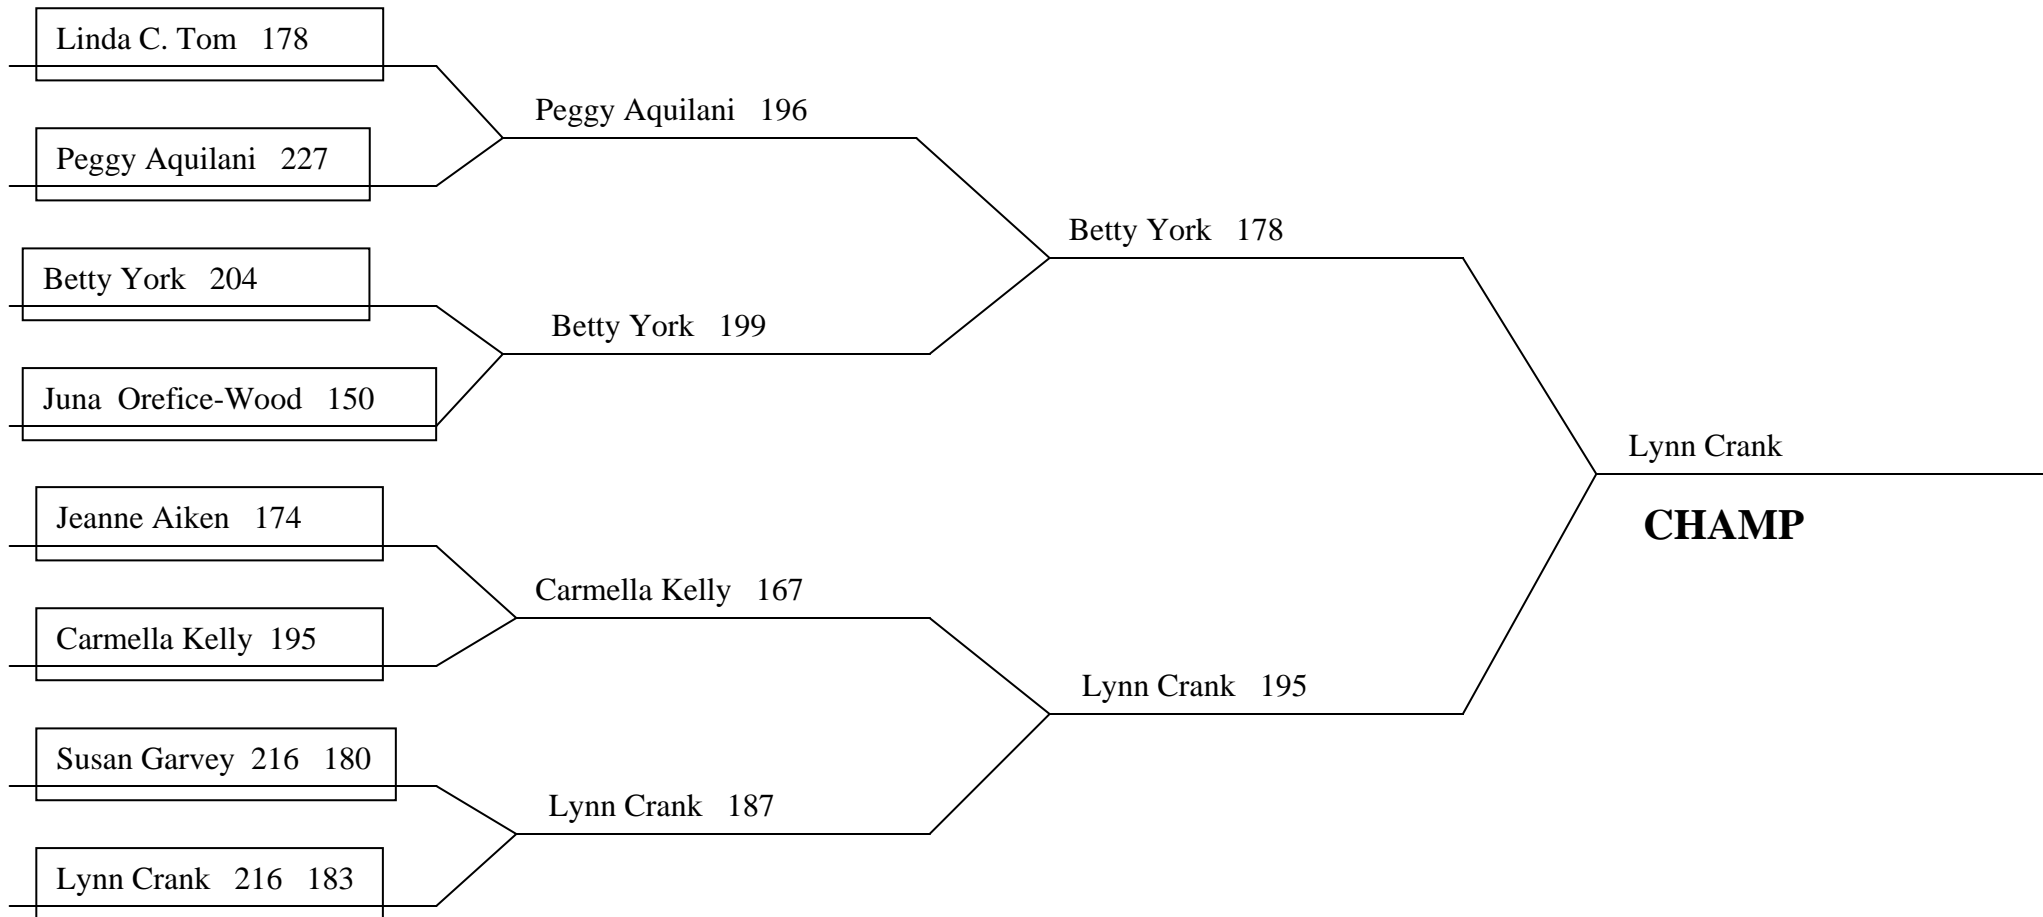 Linda C. Tom 178
Peggy Aquilani 227
Betty York 204
Juna Orefice-Wood 150
Jeanne Aiken 174
Carmella Kelly 195
Susan Garvey 216 180
Lynn Crank 216 183
Peggy Aquilani 196
Betty York 199
Carmella Kelly 167
Lynn Crank 187
Betty York 178
Lynn Crank 195
Lynn Crank
CHAMP